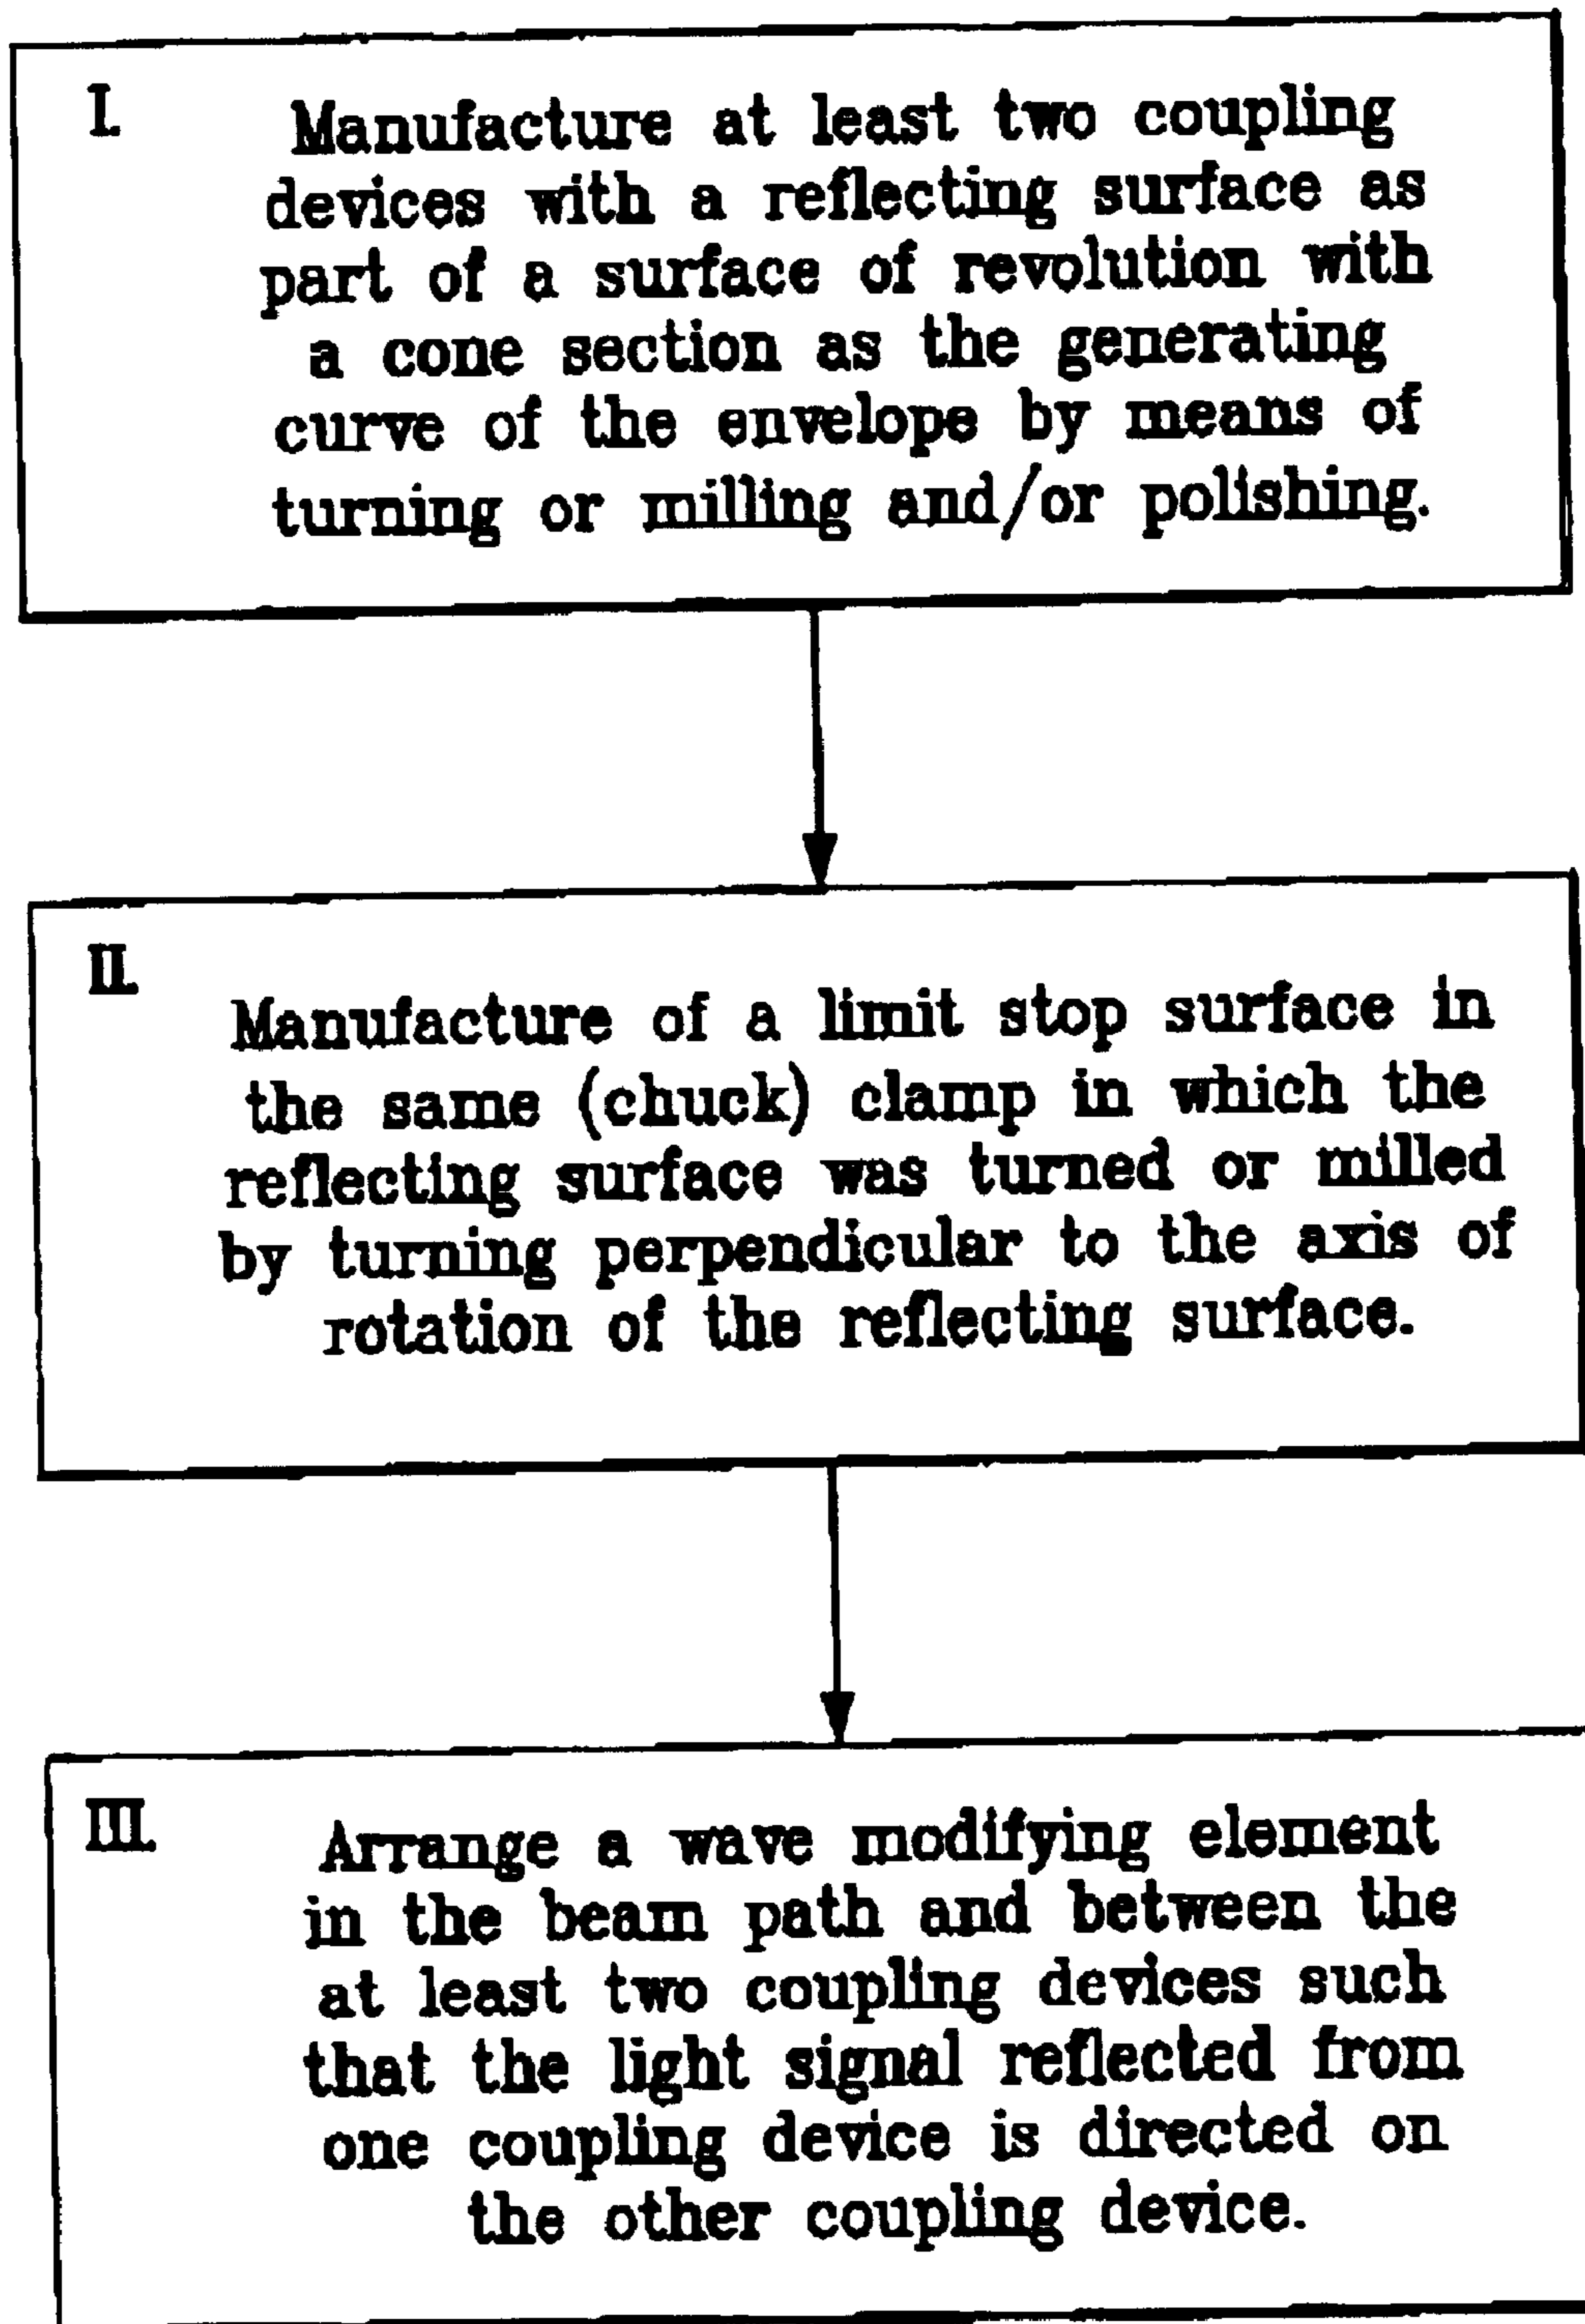 I. Manufacture at least two coupling
devices with a reflecting surface as
part of a surface of revolution with
a cone section as the generating
curve of the envelope by means of
turning or milling and/or polishing.
II.
Manufacture of a limit stop surface in
the same (chuck) clamp in which the
reflecting surface was turned or milled
by turning perpendicular to the axis of
rotation of the reflecting surface.
III.
Arrange a wave modifying element
in the beam path and between the
at least two coupling devices such
that the light signal reflected from
one coupling device is directed on
the other coupling device.